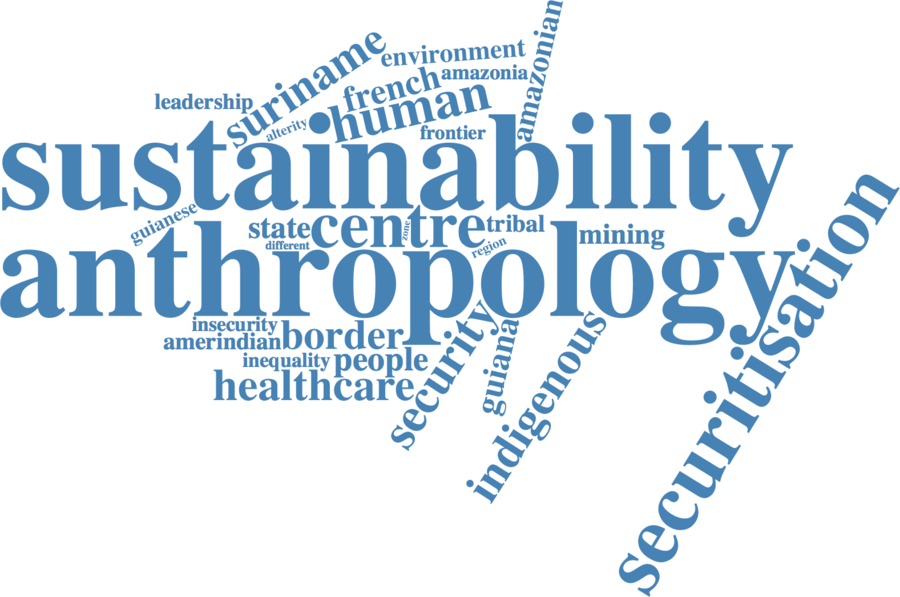 amazonian
environment
suriname
amazonia
french
leadership
human
alterity
frontier
sustainability
securitisation
guianese
state
centre
zone
tribal
mining
different
region
anthropology
insecurity
border
amerindian
inequality
people
healthcare
security
guiana
indigenous